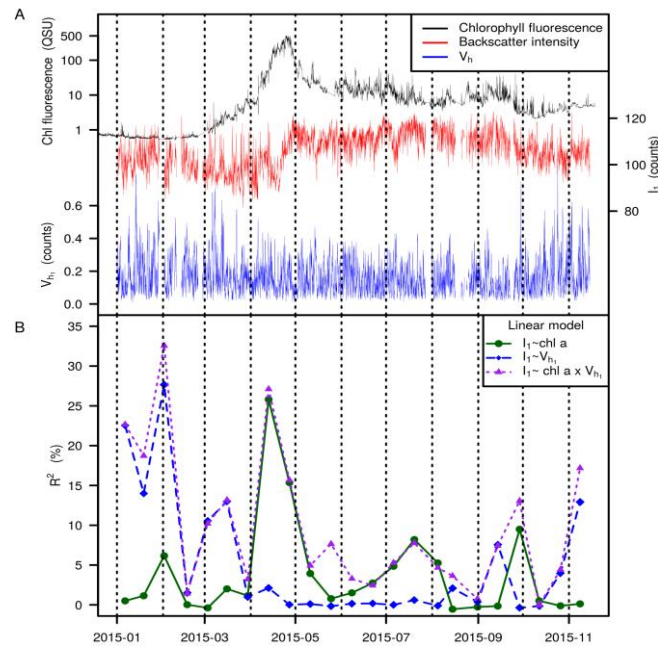 A
Chl fluorescence (QSU)
500
100
10
1
Chlorophyll fluorescence
Backscatter intensity
Vh
120
100
80
I1 (counts)
Vh1 (counts)
0.6
0.4
0.2
0.0
B
R2 (%)
35
30
25
20
15
10
5
0
Linear model
I1~chl a
I1~Vh1
I1~ chl a x Vh1
2015-01 2015-03 2015-05 2015-07 2015-09 2015-11